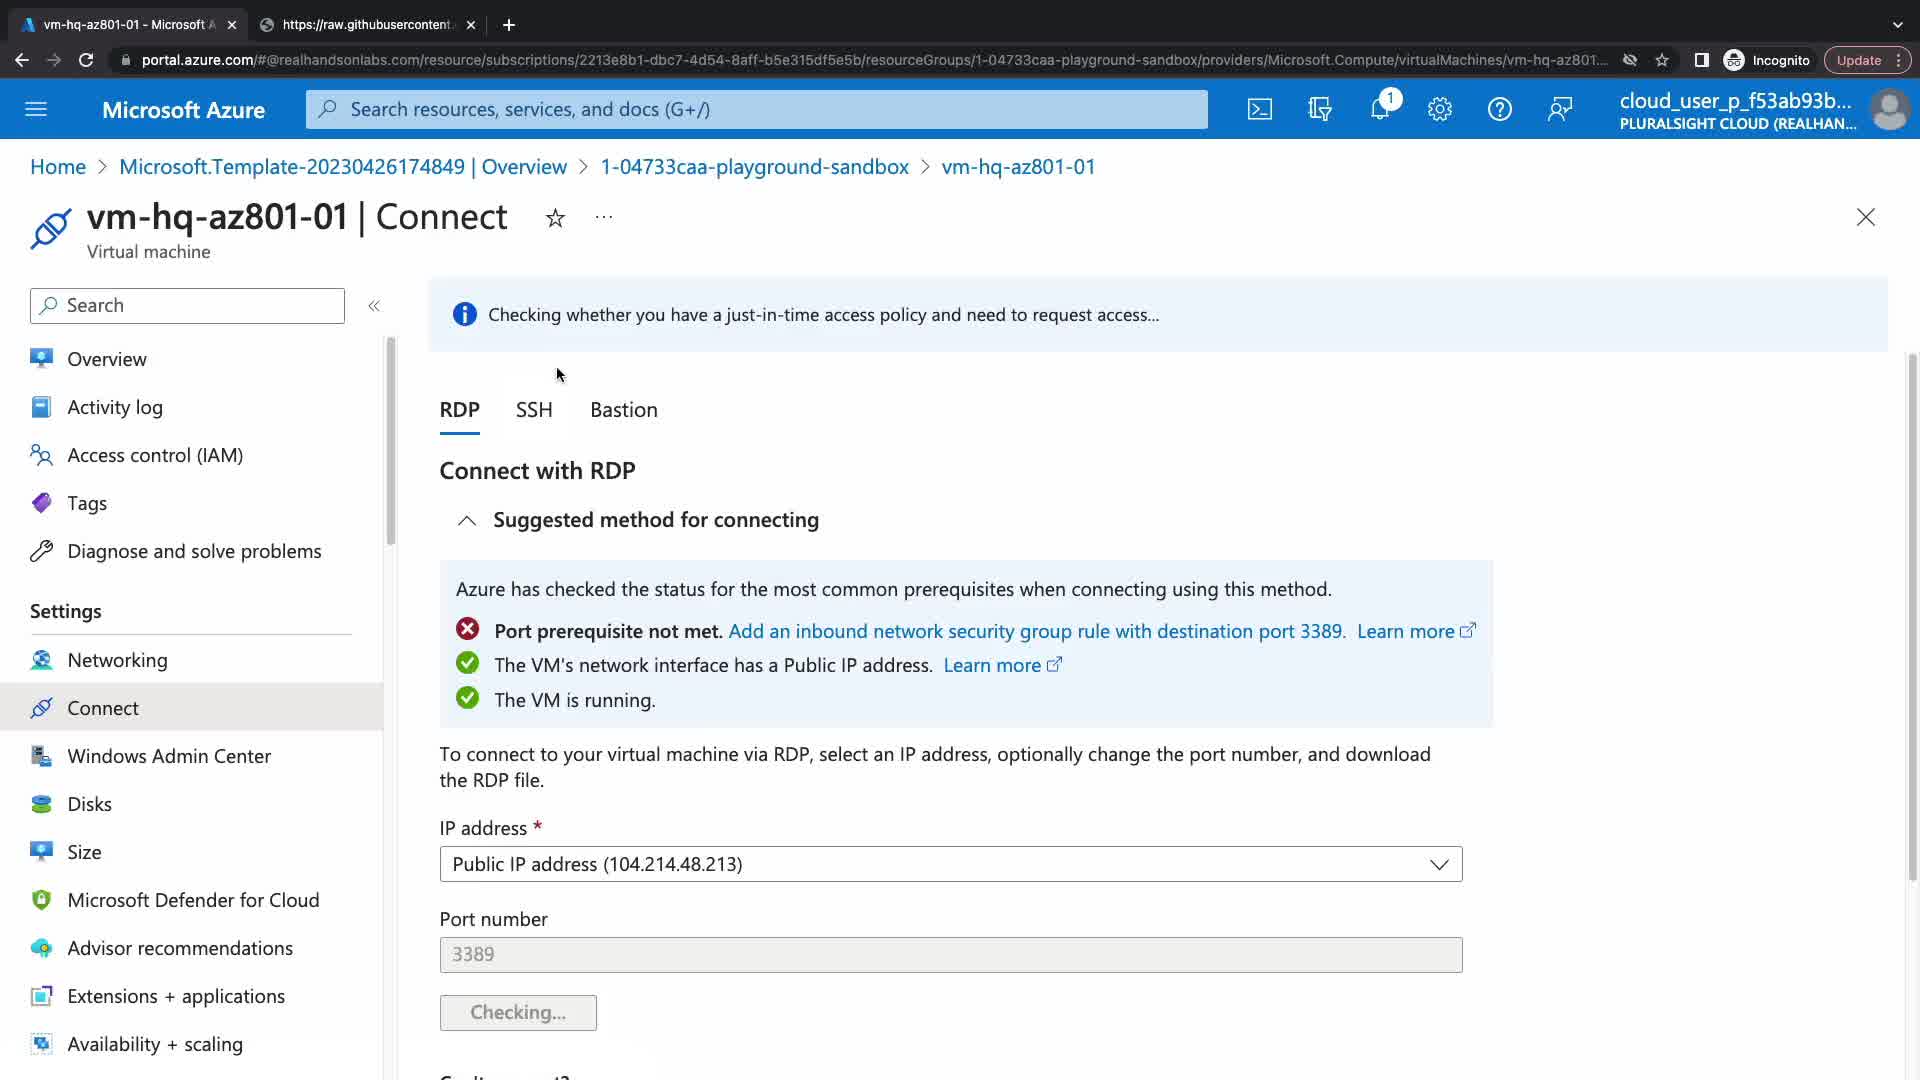 vm-hq-az801-01 - Microsoft A
https://raw.githubusercontent.
portal.azure.com/#@realhandsonlabs.com/resource/subscriptions/2213e8b1-dbc7-4d54-8aff-b5e315df5e5b/resourceGroups/1-04733caa-playground-sandbox/providers/Microsoft.Compute/virtualMachines/vm-hq-az801...
Incognito
Update
Microsoft Azure
Search resources, services, and docs (G+/)
1
cloud_user_p_f53ab93b...
PLURALSIGHT CLOUD (REALHAN...
Home > Microsoft.Template-20230426174849 | Overview > 1-04733caa-playground-sandbox > vm-hq-az801-01
vm-hq-az801-01 | Connect
Virtual machine
Search
Overview
Activity log
Access control (IAM)
Tags
Diagnose and solve problems
Settings
Networking
Connect
Windows Admin Center
Disks
Size
Microsoft Defender for Cloud
Advisor recommendations
Extensions + applications
Availability + scaling
Checking whether you have a just-in-time access policy and need to request access...
RDP SSH Bastion
Connect with RDP
Suggested method for connecting
Azure has checked the status for the most common prerequisites when connecting using this method.
Port prerequisite not met. Add an inbound network security group rule with destination port 3389. Learn more
The VM's network interface has a Public IP address. Learn more
The VM is running.
To connect to your virtual machine via RDP, select an IP address, optionally change the port number, and download
the RDP file.
IP address *
Public IP address (104.214.48.213)
Port number
3389
Checking...